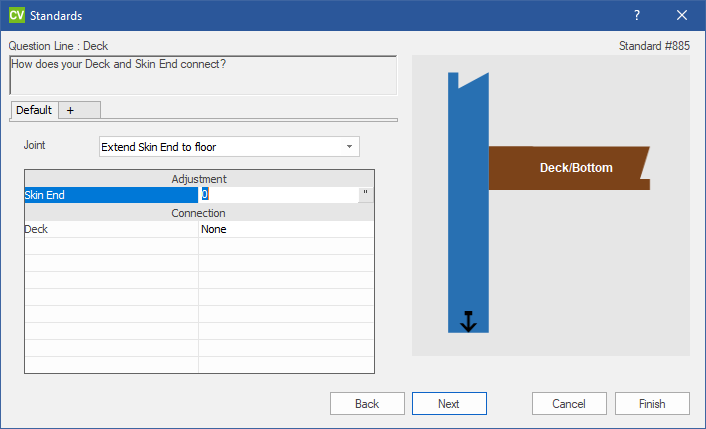 CV Standards ?
Question Line : Deck Standard #885
How does your Deck and Skin End connect?
Default +
Joint Extend Skin End to floor
Adjustment
Skin End 0 "
Connection
Deck None
Deck/Bottom
Back Next Cancel Finish